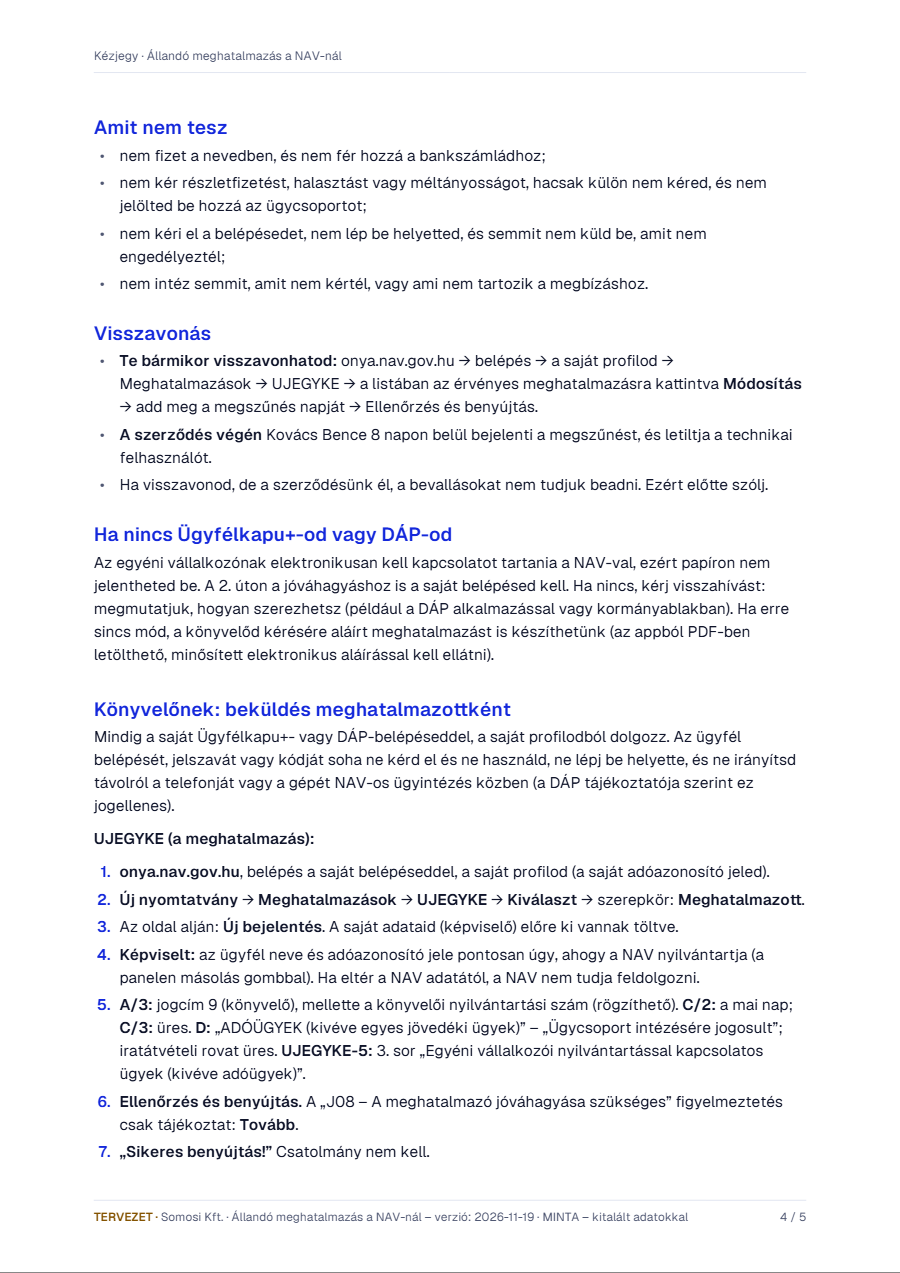 Kézjegy · Állandó meghatalmazás a NAV-nál
Amit nem tesz
• nem fizet a nevedben, és nem fér hozzá a bankszámládhoz;
• nem kér részletfizetést, halasztást vagy méltányosságot, hacsak külön nem kéred, és nem
jelölted be hozzá az ügycsoportot;
• nem kéri el a belépésedet, nem lép be helyetted, és semmit nem küld be, amit nem
engedélyeztél;
• nem intéz semmit, amit nem kértél, vagy ami nem tartozik a megbízáshoz.
Visszavonás
• Te bármikor visszavonhatod: onya.nav.gov.hu → belépés → a saját profilod →
Meghatalmazások → UJEGYKE → a listában az érvényes meghatalmazásra kattintva Módosítás
→ add meg a megszűnés napját → Ellenőrzés és benyújtás.
• A szerződés végén Kovács Bence 8 napon belül bejelenti a megszűnést, és letiltja a technikai
felhasználót.
• Ha visszavonod, de a szerződésünk él, a bevallásokat nem tudjuk beadni. Ezért előtte szólj.
Ha nincs Ügyfélkapu+-od vagy DÁP-od
Az egyéni vállalkozónak elektronikusan kell kapcsolatot tartania a NAV-val, ezért papíron nem
jelentheted be. A 2. úton a jóváhagyáshoz is a saját belépésed kell. Ha nincs, kérj visszahívást:
megmutatjuk, hogyan szerezhetsz (például a DÁP alkalmazással vagy kormányablakban). Ha erre
sincs mód, a könyvelőd kérésére aláírt meghatalmazást is készíthetünk (az appból PDF-ben
letölthető, minősített elektronikus aláírással kell ellátni).
Könyvelőnek: beküldés meghatalmazottként
Mindig a saját Ügyfélkapu+- vagy DÁP-belépéseddel, a saját profilodból dolgozz. Az ügyfél
belépését, jelszavát vagy kódját soha ne kérd el és ne használd, ne lépj be helyette, és ne irányítsd
távolról a telefonját vagy a gépét NAV-os ügyintézés közben (a DÁP tájékoztatója szerint ez
jogellenes).
UJEGYKE (a meghatalmazás):
1. onya.nav.gov.hu, belépés a saját belépéseddel, a saját profilod (a saját adóazonosító jeled).
2. Új nyomtatvány → Meghatalmazások → UJEGYKE → Kiválaszt → szerepkör: Meghatalmazott.
3. Az oldal alján: Új bejelentés. A saját adataid (képviselő) előre ki vannak töltve.
4. Képviselt: az ügyfél neve és adóazonosító jele pontosan úgy, ahogy a NAV nyilvántartja (a
panelen másolás gombbal). Ha eltér a NAV adatától, a NAV nem tudja feldolgozni.
5. A/3: jogcím 9 (könyvelő), mellette a könyvelői nyilvántartási szám (rögzíthető). C/2: a mai nap;
C/3: üres. D: „ADÓÜGYEK (kivéve egyes jövedéki ügyek)” – „Ügycsoport intézésére jogosult”;
iratátvételi rovat üres. UJEGYKE-5: 3. sor „Egyéni vállalkozói nyilvántartással kapcsolatos
ügyek (kivéve adóügyek)”.
6. Ellenőrzés és benyújtás. A „J08 – A meghatalmazó jóváhagyása szükséges” figyelmeztetés
csak tájékoztat: Tovább.
7. „Sikeres benyújtás!” Csatolmány nem kell.
TERVEZET · Somosi Kft. · Állandó meghatalmazás a NAV-nál – verzió: 2026-11-19 · MINTA – kitalált adatokkal 4 / 5